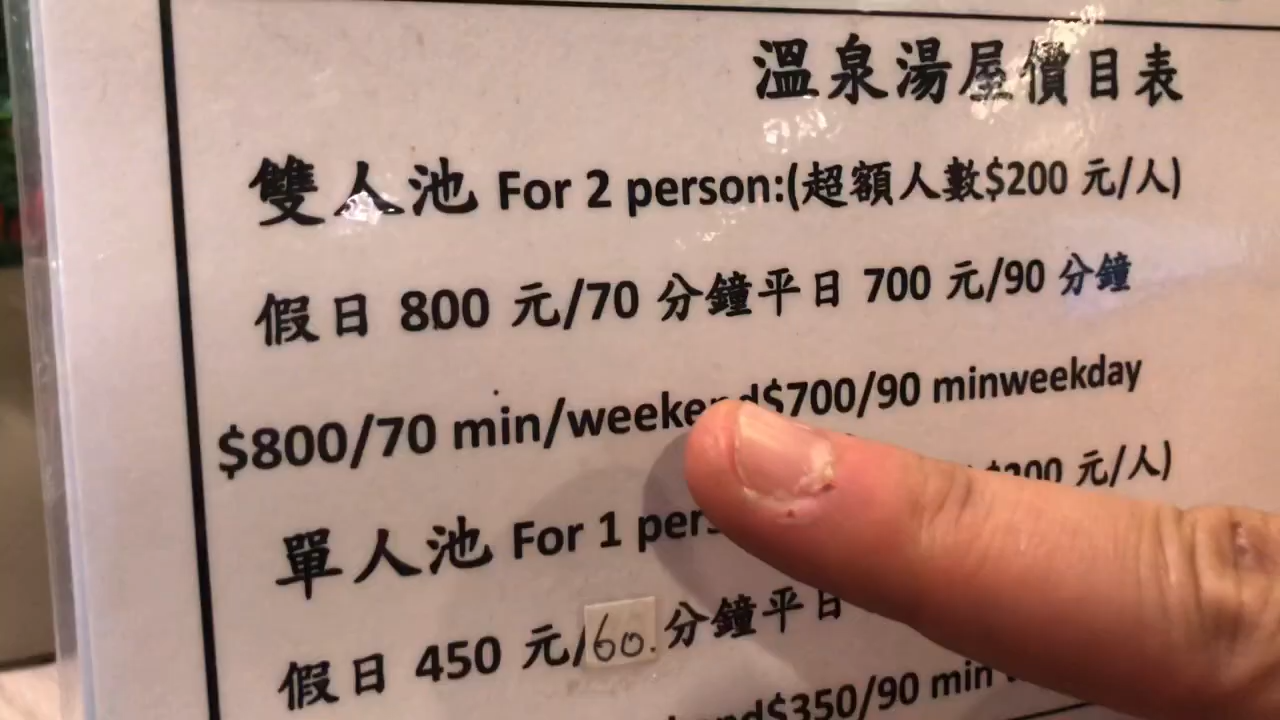 溫泉湯屋價目表
雙人池 For 2 person:(超額人數$200 元/人)
假日 800 元/70 分鐘平日 700 元/90 分鐘
$800/70 min/weekend$700/90 minweekday
單人池 For 1 $200 元/人)
假日 450 元/60. 分鐘平日
$350/90 min